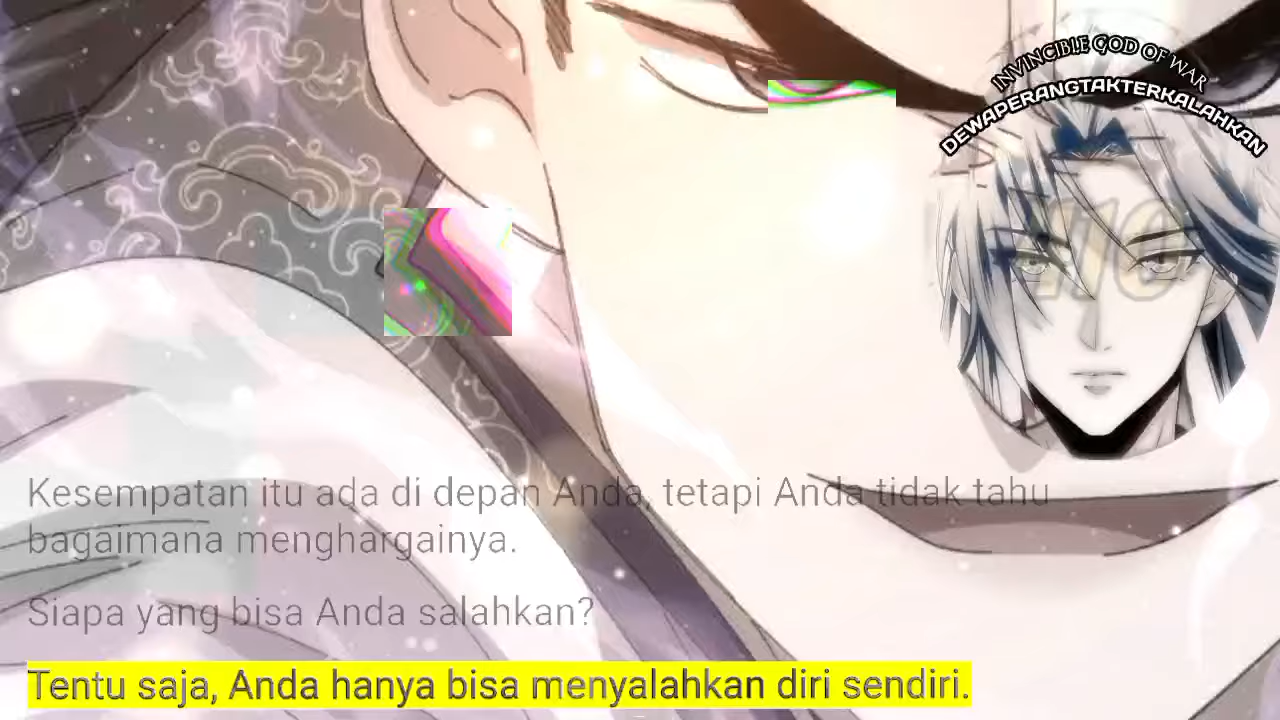 INVINCIBLE GOD OF WAR
DEWAPERANGTAKTERKALAHKAN
Kesempatan itu ada di depan Anda, tetapi Anda tidak tahu
bagaimana menghargainya.
Siapa yang bisa Anda salahkan?
Tentu saja, Anda hanya bisa menyalahkan diri sendiri.